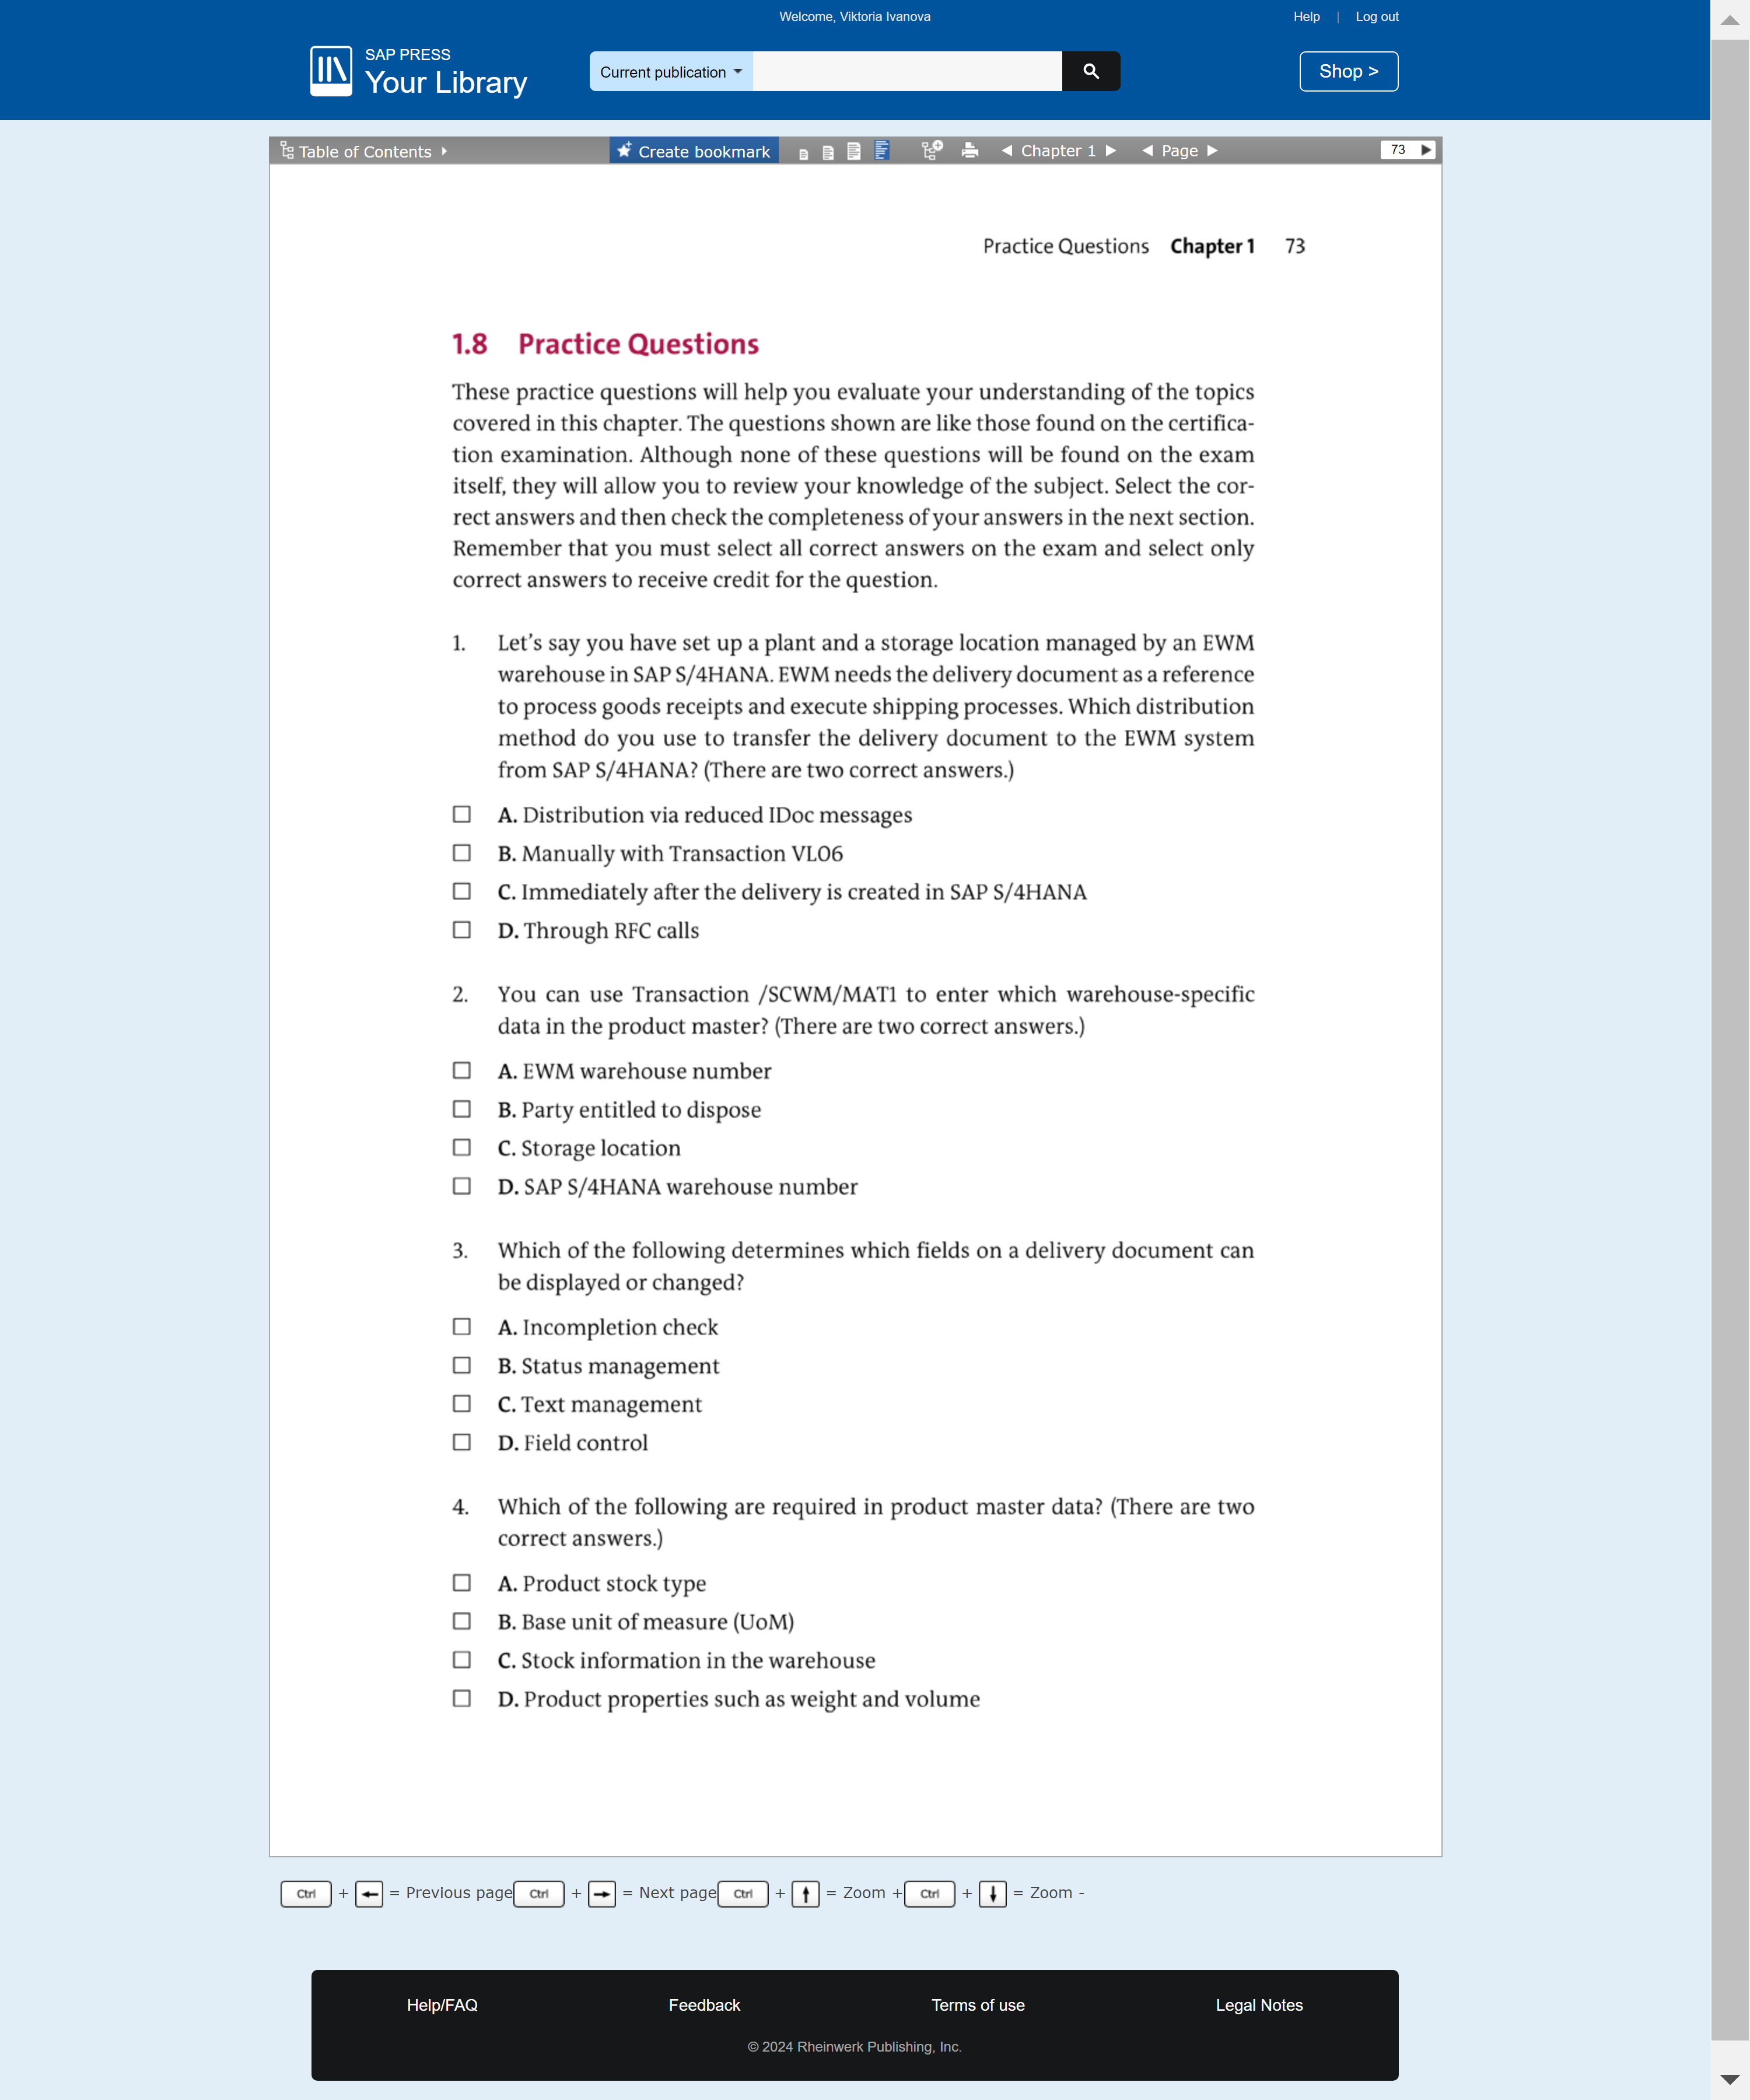 Welcome, Viktoria Ivanova
Help | Log out
SAP PRESS
Your Library
Current publication
Shop >
Table of Contents
Create bookmark
Chapter 1
Page
73
Practice Questions Chapter 1 73
1.8 Practice Questions
These practice questions will help you evaluate your understanding of the topics
covered in this chapter. The questions shown are like those found on the certifica-
tion examination. Although none of these questions will be found on the exam
itself, they will allow you to review your knowledge of the subject. Select the cor-
rect answers and then check the completeness of your answers in the next section.
Remember that you must select all correct answers on the exam and select only
correct answers to receive credit for the question.
1. Let's say you have set up a plant and a storage location managed by an EWM
warehouse in SAP S/4HANA. EWM needs the delivery document as a reference
to process goods receipts and execute shipping processes. Which distribution
method do you use to transfer the delivery document to the EWM system
from SAP S/4HANA? (There are two correct answers.)
A. Distribution via reduced IDoc messages
B. Manually with Transaction VL06
C. Immediately after the delivery is created in SAP S/4HANA
D. Through RFC calls
2. You can use Transaction /SCWM/MAT1 to enter which warehouse-specific
data in the product master? (There are two correct answers.)
A. EWM warehouse number
B. Party entitled to dispose
C. Storage location
D. SAP S/4HANA warehouse number
3. Which of the following determines which fields on a delivery document can
be displayed or changed?
A. Incompletion check
B. Status management
C. Text management
D. Field control
4. Which of the following are required in product master data? (There are two
correct answers.)
A. Product stock type
B. Base unit of measure (UoM)
C. Stock information in the warehouse
D. Product properties such as weight and volume
Ctrl + ← = Previous page Ctrl + → = Next page Ctrl + ↑ = Zoom + Ctrl + ↓ = Zoom -
Help/FAQ
Feedback
Terms of use
Legal Notes
© 2024 Rheinwerk Publishing, Inc.